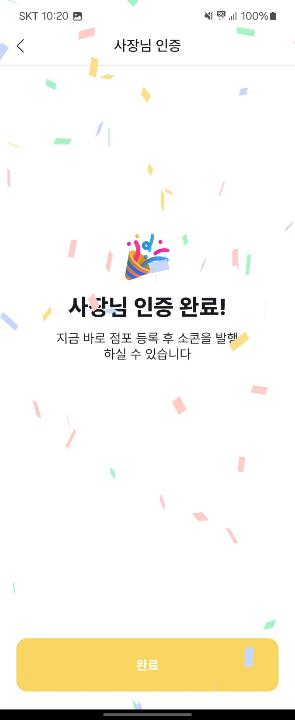 SKT 10:20
100%
사장님 인증
사장님 인증 완료!
지금 바로 점포 등록 후 소콘을 발행
하실 수 있습니다
완료